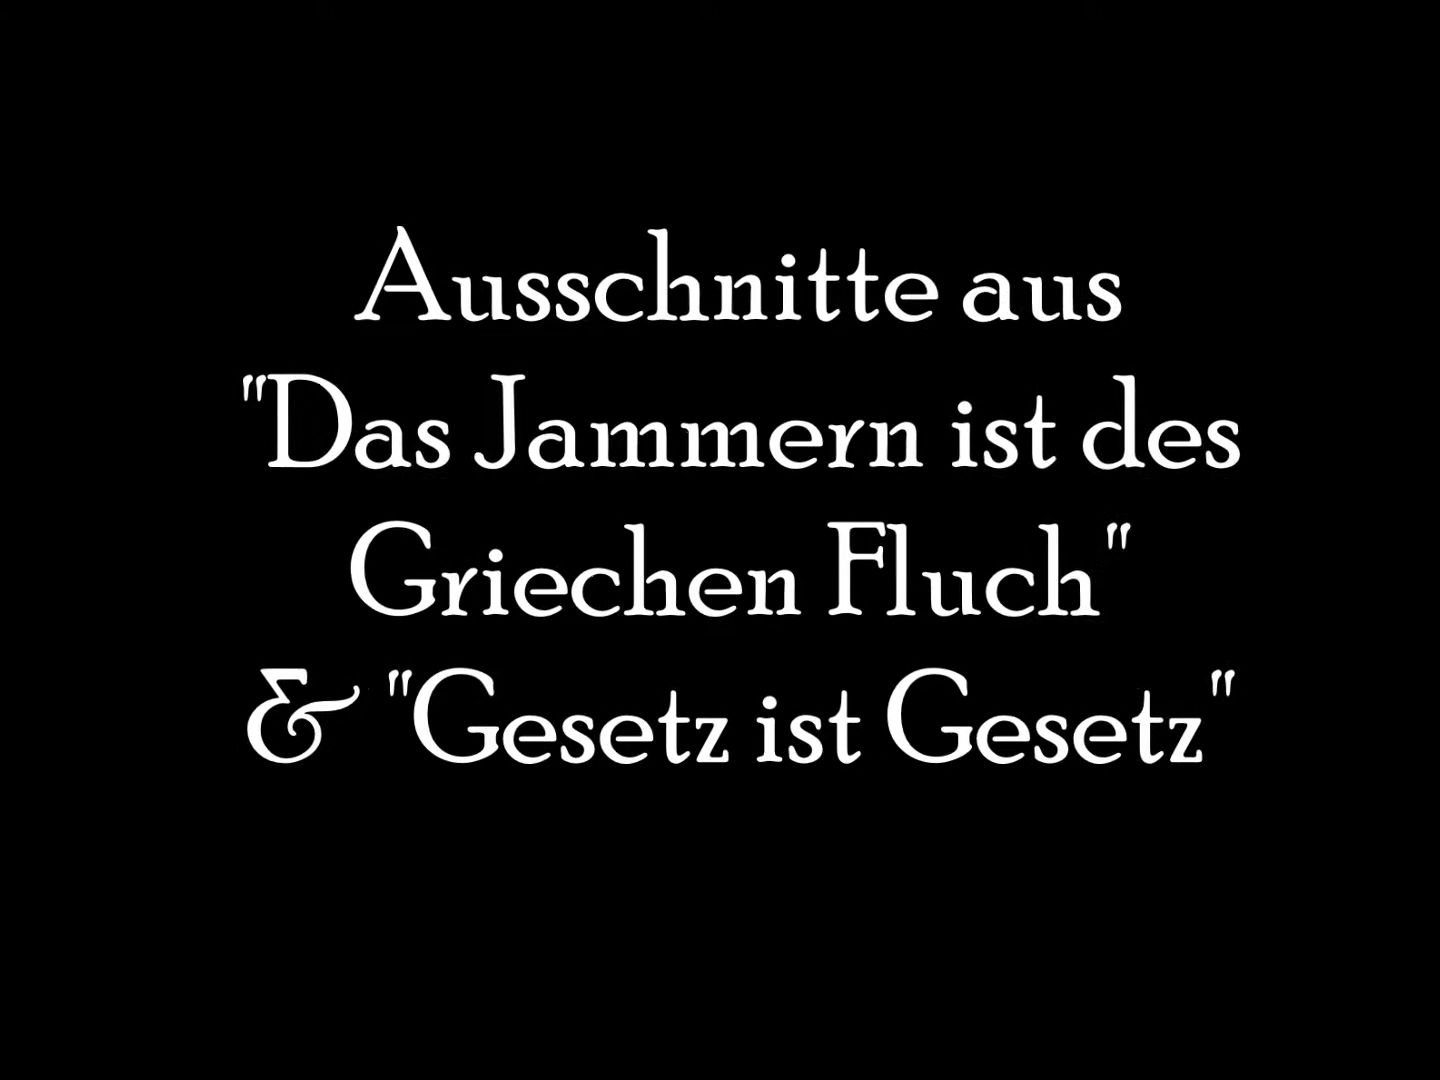 Ausschnitte aus
"Das Jammern ist des
Griechen Fluch"
& "Gesetz ist Gesetz"